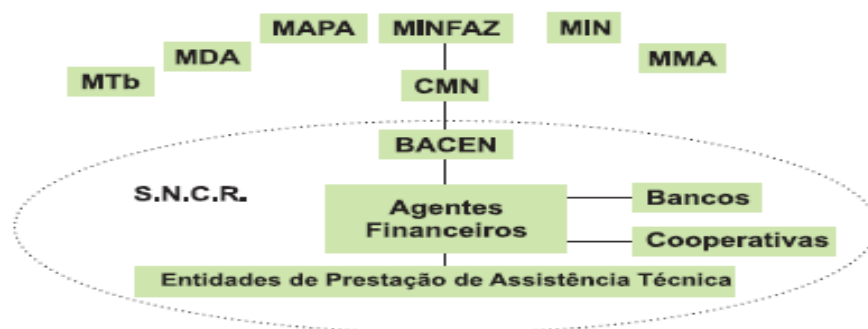 MAPA
MINFAZ
MIN
MDA
MMA
MTb
CMN
BACEN
S.N.C.R.
Agentes
Financeiros
Bancos
Cooperativas
Entidades de Prestação de Assistência Técnica